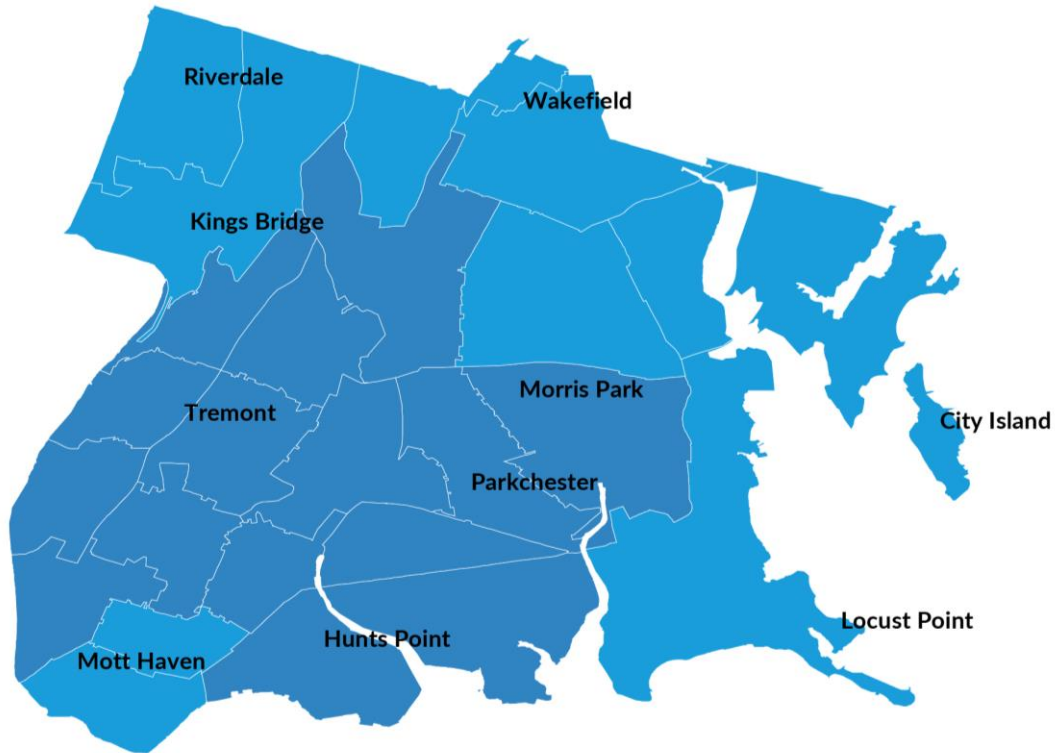 Riverdale
Wakefield
Kings Bridge
Morris Park
Tremont
City Island
Parkchester
Locust Point
Hunts Point
Mott Haven